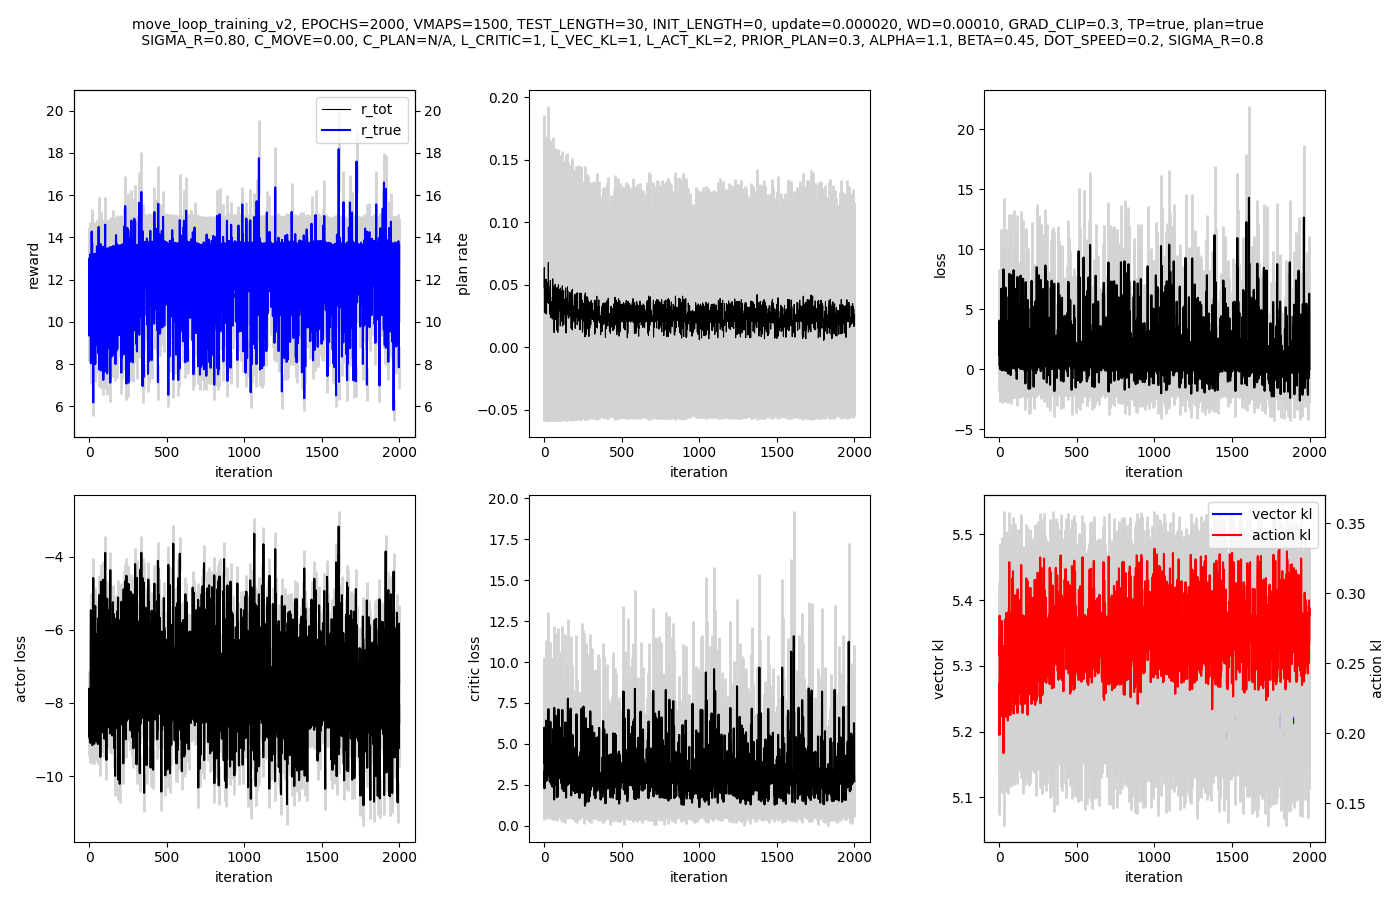 move_loop_training_v2, EPOCHS=2000, VMAPS=1500, TEST_LENGTH=30, INIT_LENGTH=0, update=0.000020, WD=0.00010, GRAD_CLIP=0.3, TP=true, plan=true
SIGMA_R=0.80, C_MOVE=0.00, C_PLAN=N/A, L_CRITIC=1, L_VEC_KL=1, L_ACT_KL=2, PRIOR_PLAN=0.3, ALPHA=1.1, BETA=0.45, DOT_SPEED=0.2, SIGMA_R=0.8
r_tot
r_true
20
18
16
14
12
10
8
6
reward
20
18
16
14
12
10
8
6
0 500 1000 1500 2000
iteration
0.20
0.15
0.10
0.05
0.00
−0.05
plan rate
0 500 1000 1500 2000
iteration
20
15
10
5
0
−5
loss
0 500 1000 1500 2000
iteration
−4
−6
−8
−10
actor loss
0 500 1000 1500 2000
iteration
20.0
17.5
15.0
12.5
10.0
7.5
5.0
2.5
0.0
critic loss
0 500 1000 1500 2000
iteration
vector kl
action kl
5.5
5.4
5.3
5.2
5.1
vector kl
0.35
0.30
0.25
0.20
0.15
action kl
0 500 1000 1500 2000
iteration